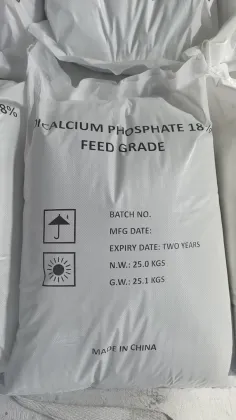 8%
ICALCIUM PHOSPHATE 18%
FEED GRADE
BATCH NO.
MFG DATE:
EXPIRY DATE: TWO YEARS
N.W.: 25.0 KGS
G.W.: 25.1 KGS
MADE IN CHINA